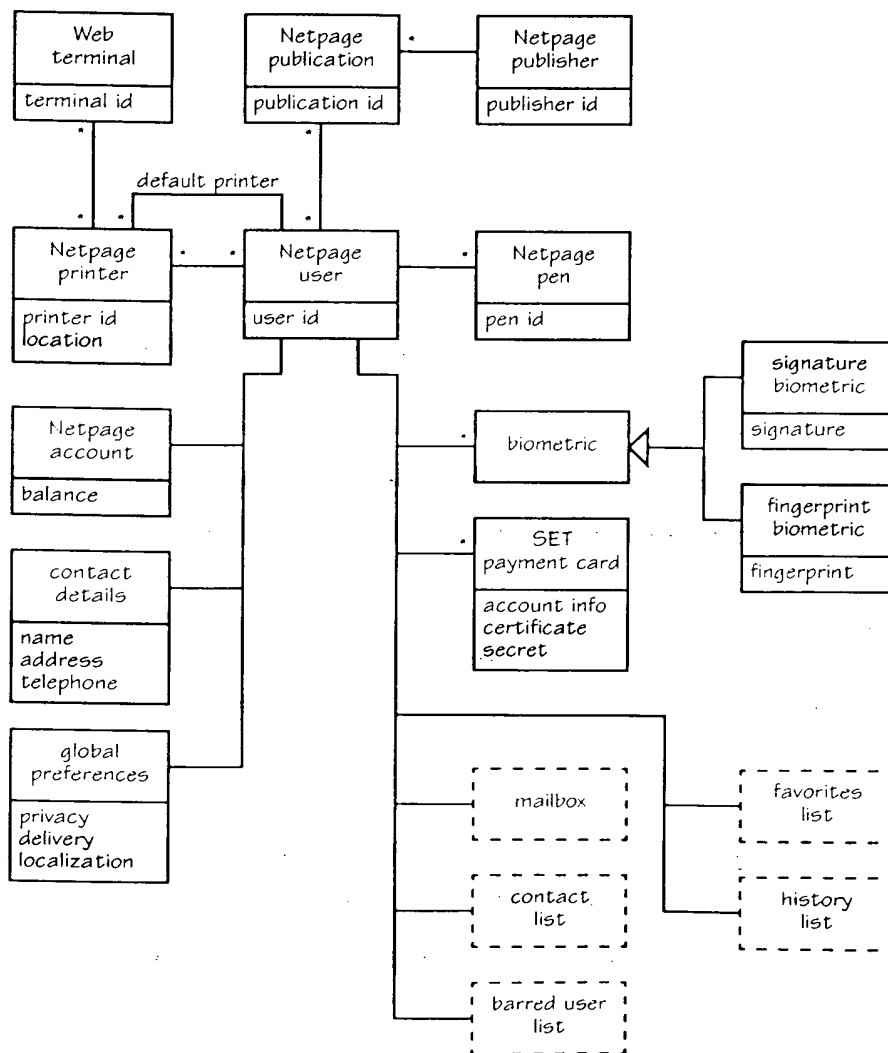 Web
terminal
terminal id
Netpage
publication
publication id
Netpage
publisher
publisher id
default printer
Netpage
printer
printer id
location
Netpage
user
user id
Netpage
pen
pen id
signature
biometric
signature
Netpage
account
balance
biometric
fingerprint
biometric
fingerprint
SET
payment card
account info
certificate
secret
contact
details
name
address
telephone
global
preferences
privacy
delivery
localization
mailbox
favorites
list
contact
list
history
list
barred user
list